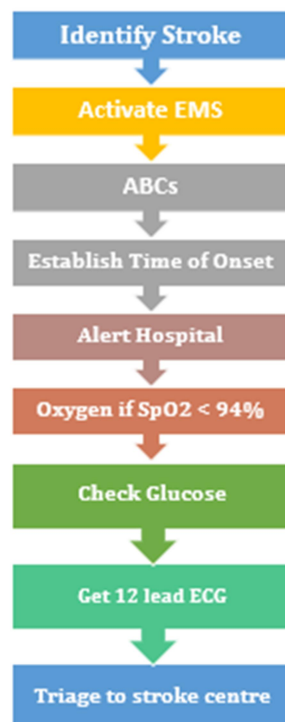 Identify Stroke
Activate EMS
ABCs
Establish Time of Onset
Alert Hospital
Oxygen if SpO2 < 94%
Check Glucose
Get 12 lead ECG
Triage to stroke centre